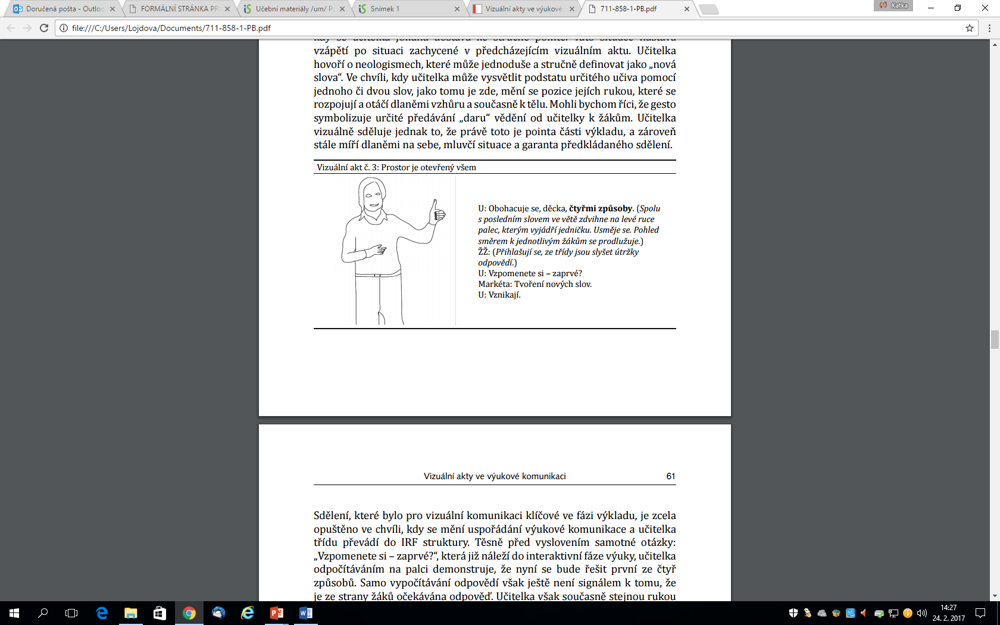 Doručená pošta - Outloo
FORMÁLNÍ STRÁNKA PR
Učební materiály /um/ Po
Snímek 1
Vizuální akty ve výukové
711-858-1-PB.pdf
Katka
file:///C:/Users/Lojdova/Documents/711-858-1-PB.pdf
vzápětí po situaci zachycené v předcházejícím vizuálním aktu. Učitelka
hovoří o neologismech, které může jednoduše a stručně definovat jako „nová
slova“. Ve chvíli, kdy učitelka může vysvětlit podstatu určitého učiva pomocí
jednoho či dvou slov, jako tomu je zde, mění se pozice jejích rukou, které se
rozpojují a otáčí dlaněmi vzhůru a současně k tělu. Mohli bychom říci, že gesto
symbolizuje určité předávání „daru“ vědění od učitelky k žákům. Učitelka
vizuálně sděluje jednak to, že právě toto je pointa části výkladu, a zároveň
stále míří dlaněmi na sebe, mluvčí situace a garanta předkládaného sdělení.
Vizuální akt č. 3: Prostor je otevřený všem
U: Obohacuje se, děcka, čtyřmi způsoby. (Spolu
s posledním slovem ve větě zdvihne na levé ruce
palec, kterým vyjádří jedničku. Usměje se. Pohled
směrem k jednotlivým žákům se prodlužuje.)
ŽŽ: (Přihlašují se, ze třídy jsou slyšet útržky
odpovědí.)
U: Vzpomenete si – zaprvé?
Markéta: Tvoření nových slov.
U: Vznikají.
Vizuální akty ve výukové komunikaci 61
Sdělení, které bylo pro vizuální komunikaci klíčové ve fázi výkladu, je zcela
opuštěno ve chvíli, kdy se mění uspořádání výukové komunikace a učitelka
třídu převádí do IRF struktury. Těsně před vyslovením samotné otázky:
„Vzpomenete si – zaprvé?“, která již náleží do interaktivní fáze výuky, učitelka
odpočítáváním na palci demonstruje, že nyní se bude řešit první ze čtyř
způsobů. Samo vypočítávání odpovědí však ještě není signálem k tomu, že
je ze strany žáků očekávána odpověď. Učitelka však současně stejnou rukou
14:27
24. 2. 2017